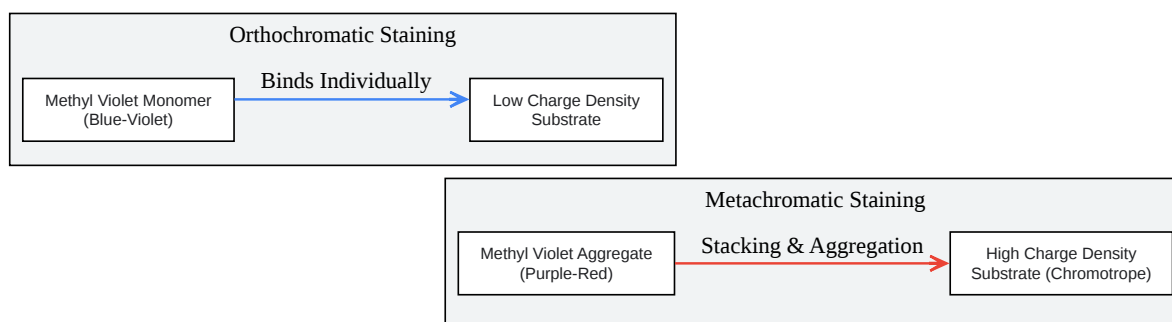 Orthochromatic Staining
Binds Individually
Methyl Violet Monomer
(Blue-Violet)
Low Charge Density
Substrate
Metachromatic Staining
Stacking & Aggregation
Methyl Violet Aggregate
(Purple-Red)
High Charge Density
Substrate (Chromotrope)